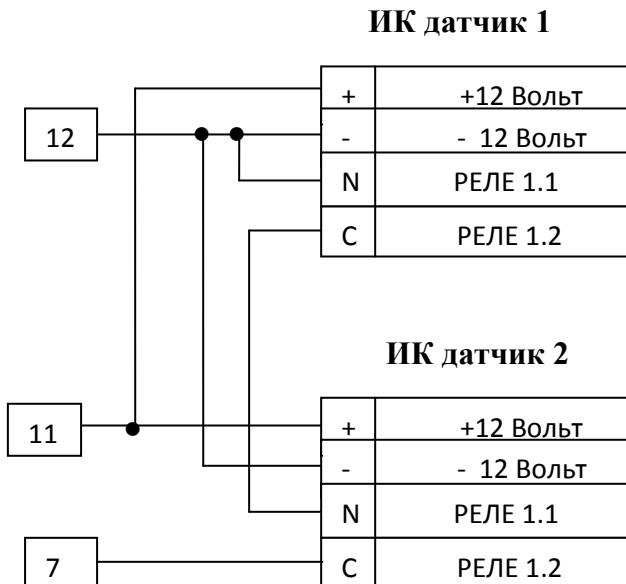 ИК датчик 1
+ +12 Вольт
12 - - 12 Вольт
N РЕЛЕ 1.1
C РЕЛЕ 1.2
ИК датчик 2
11 + +12 Вольт
- - 12 Вольт
N РЕЛЕ 1.1
7 C РЕЛЕ 1.2